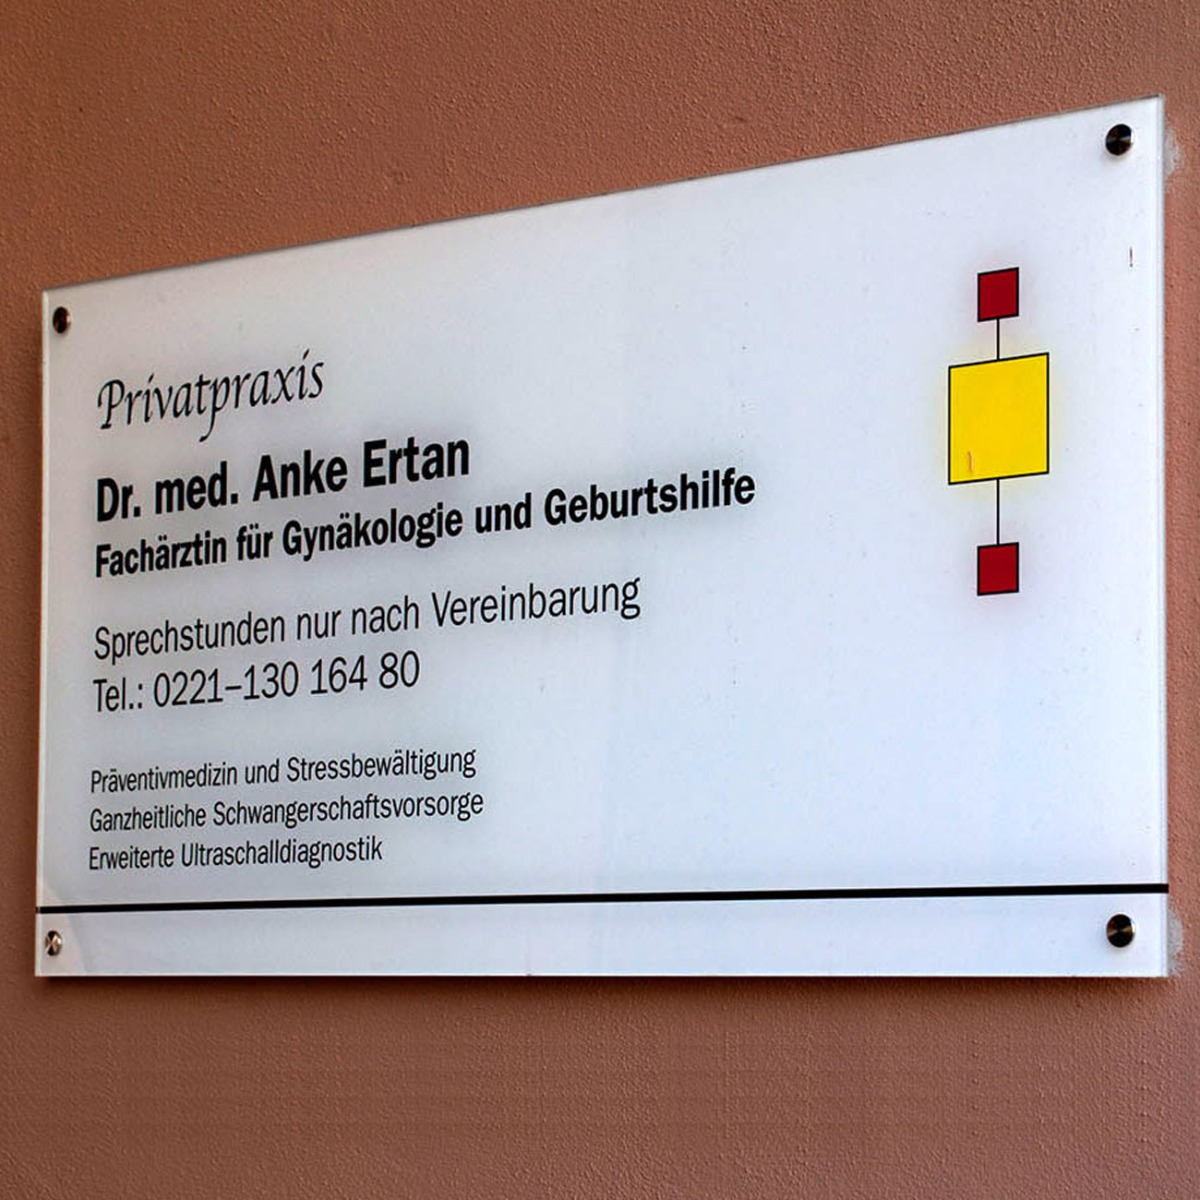 Privatpraxis
Dr. med. Anke Ertan
Fachärztin für Gynäkologie und Geburtshilfe
Sprechstunden nur nach Vereinbarung
Tel.: 0221–130 164 80
Präventivmedizin und Stressbewältigung
Ganzheitliche Schwangerschaftsvorsorge
Erweiterte Ultraschalldiagnostik